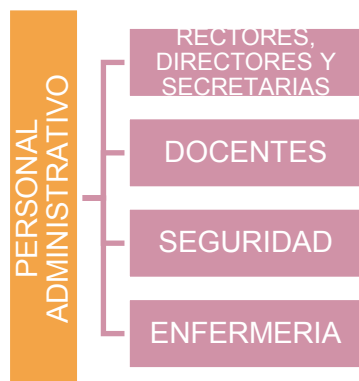 PERSONAL
ADMINISTRATIVO
RECTORES,
DIRECTORES Y
SECRETARIAS
DOCENTES
SEGURIDAD
ENFERMERIA